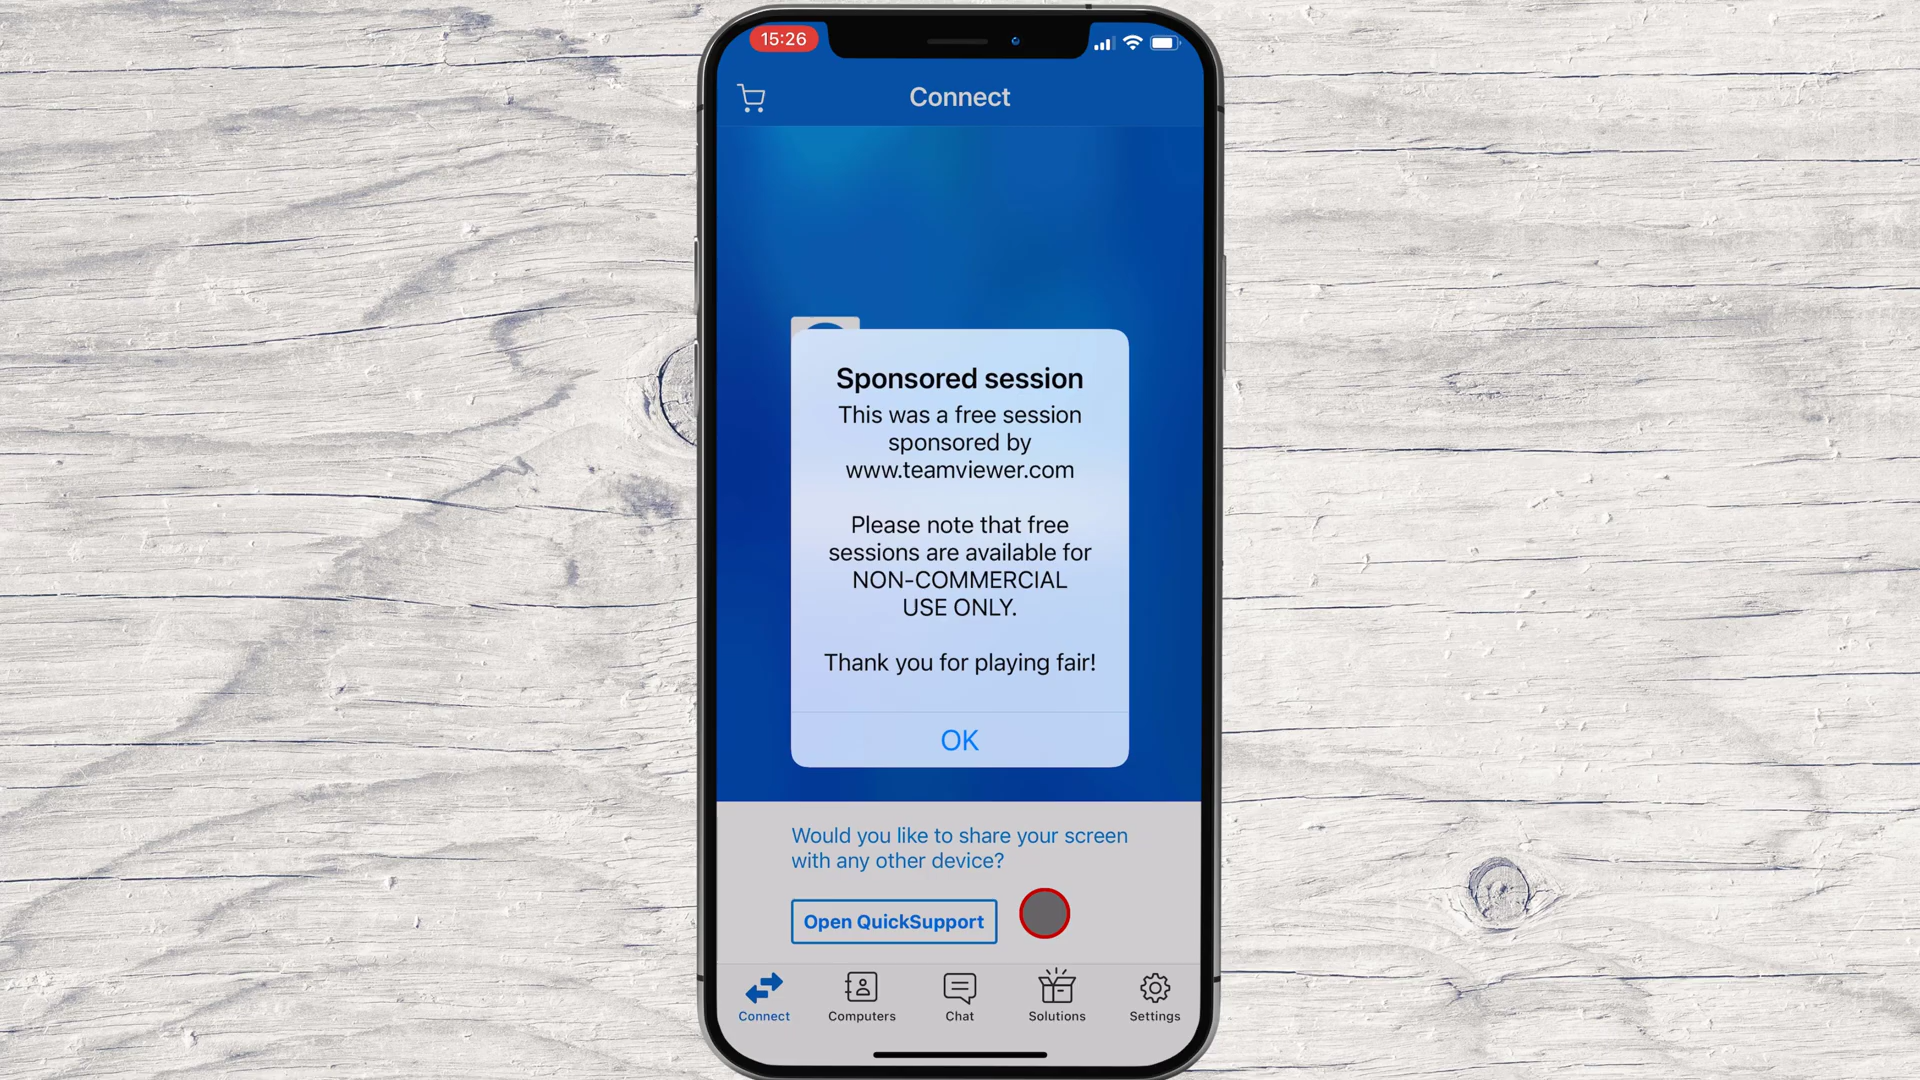 15:26
Connect
Sponsored session
This was a free session
sponsored by
www.teamviewer.com
Please note that free
sessions are available for
NON-COMMERCIAL
USE ONLY.
Thank you for playing fair!
OK
Would you like to share your screen
with any other device?
Open QuickSupport
Connect
Computers
Chat
Solutions
Settings